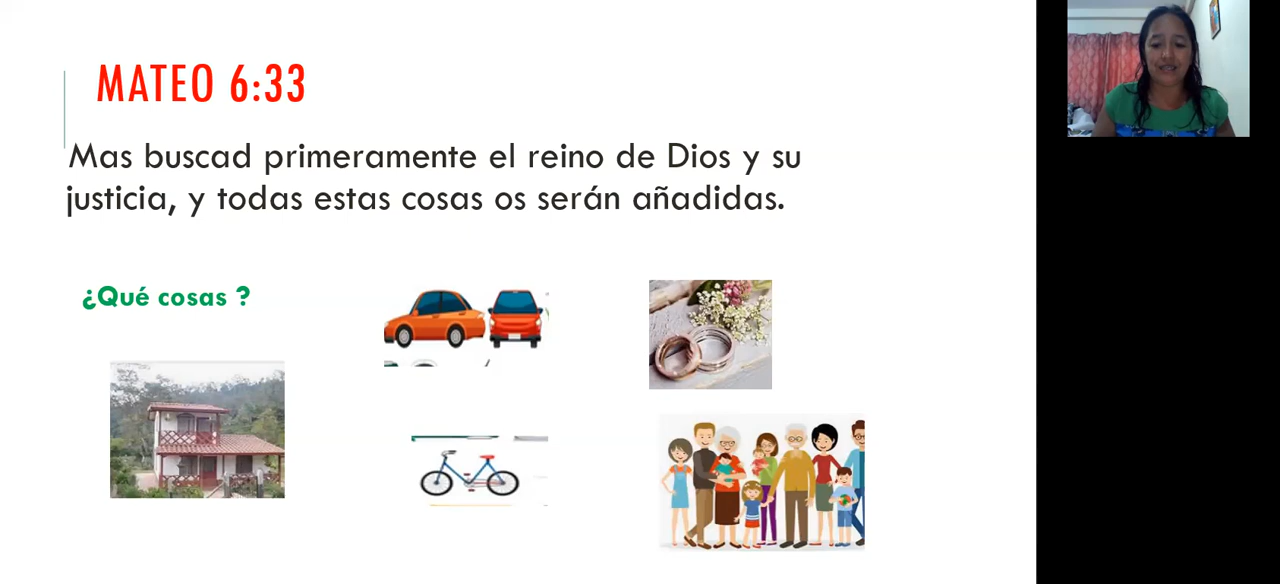 MATEO 6:33
Mas buscad primeramente el reino de Dios y su
justicia, y todas estas cosas os serán añadidas.
¿Qué cosas ?